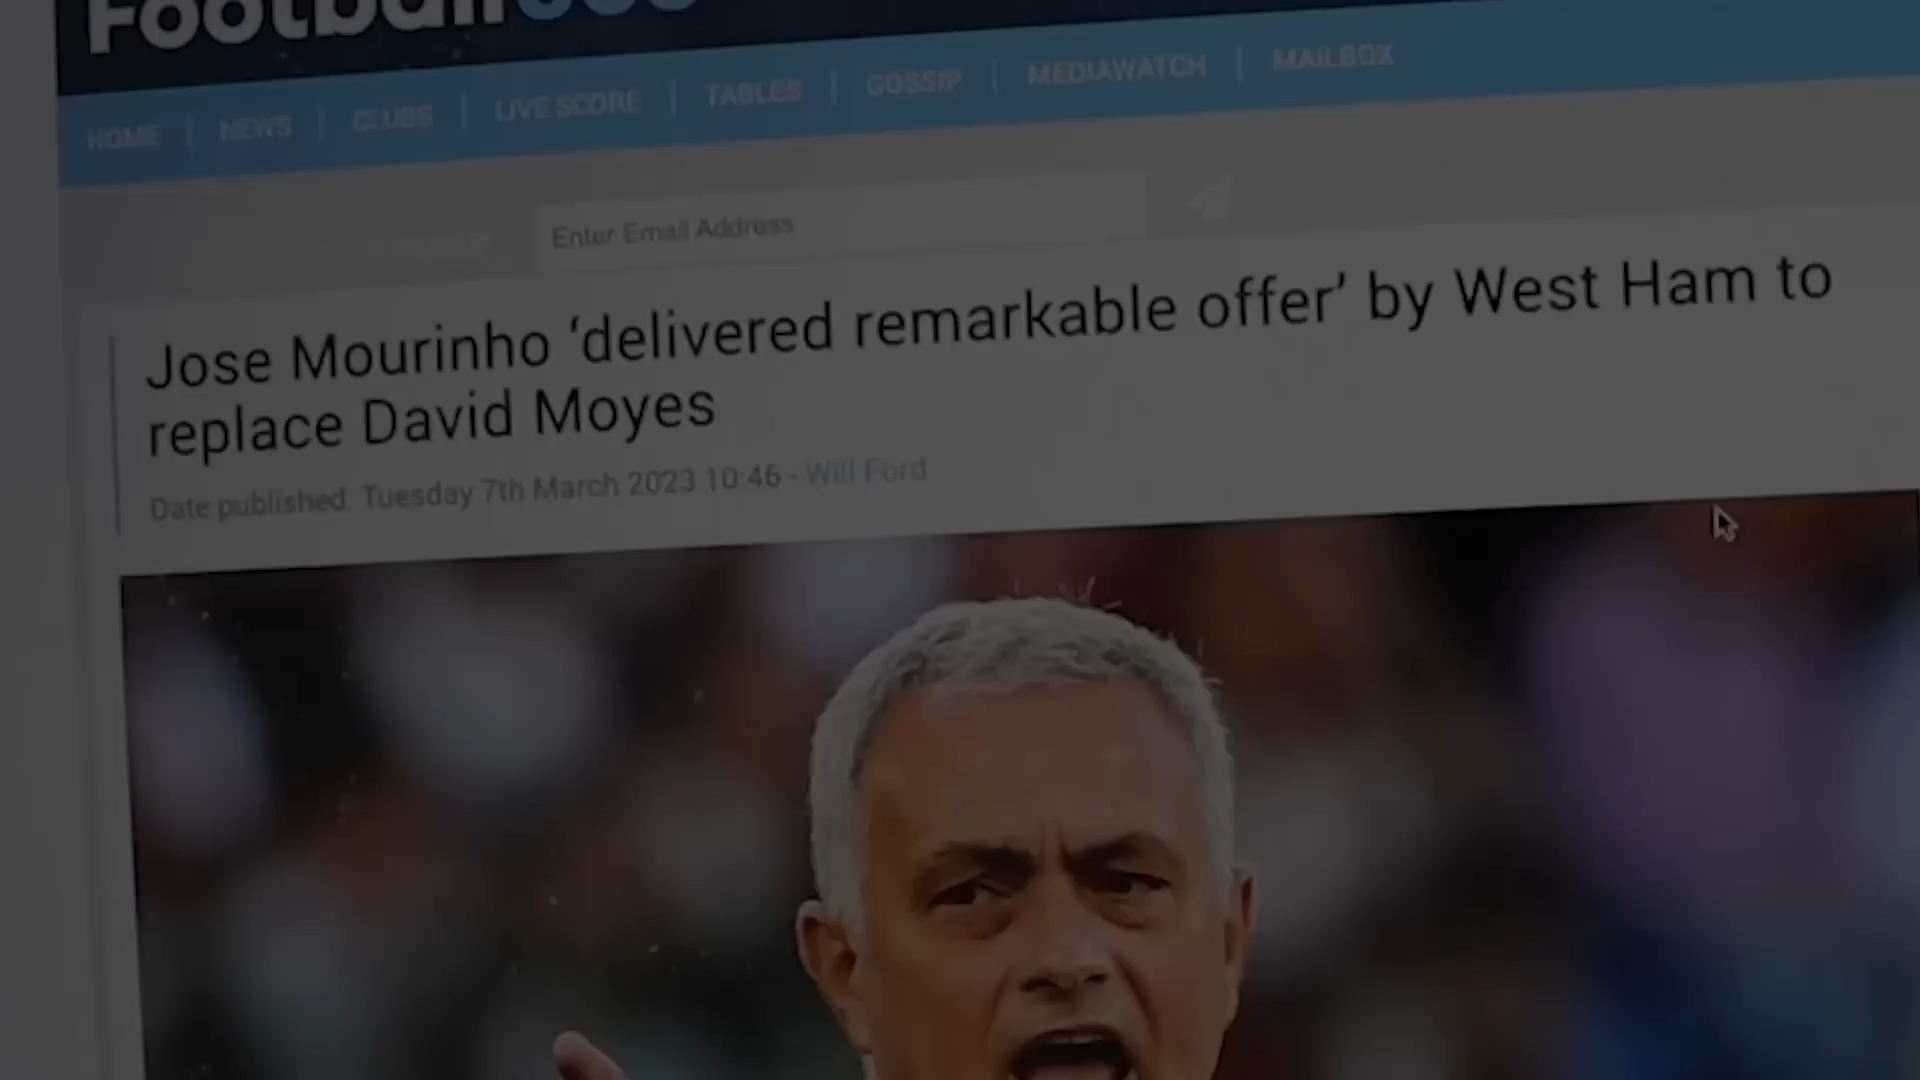 Football365
HOME NEWS CLUBS LIVE SCORE TABLES GOSSIP MEDIAWATCH MAILBOX
Enter Email Address
Jose Mourinho ‘delivered remarkable offer’ by West Ham to
replace David Moyes
Date published: Tuesday 7th March 2023 10:46 - Will Ford